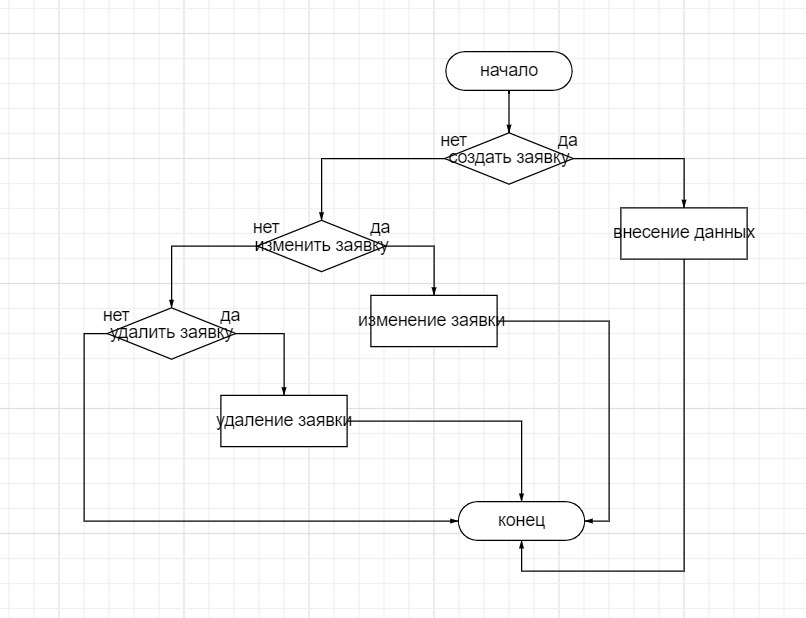 начало
нет
да
создать заявку
нет
да
изменить заявку
внесение данных
нет
да
удалить заявку
изменение заявки
удаление заявки
конец